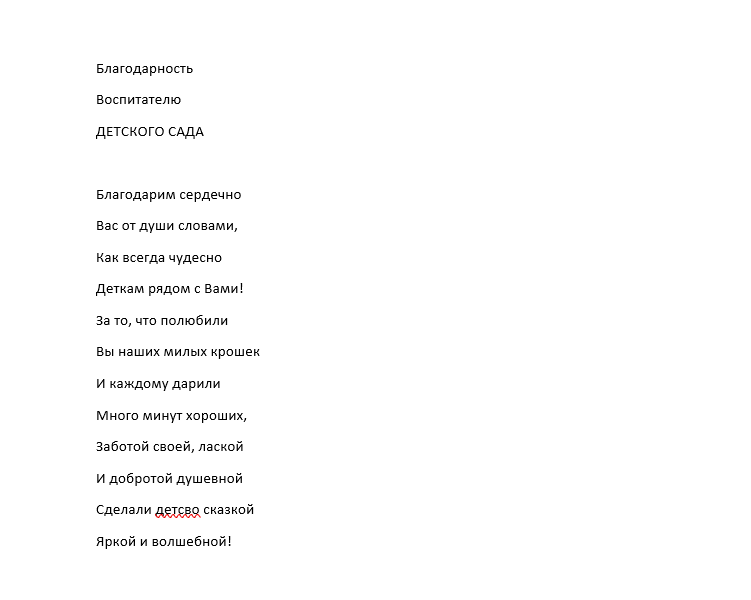 Благодарность
Воспитателю
ДЕТСКОГО САДА
Благодарим сердечно
Вас от души словами,
Как всегда чудесно
Деткам рядом с Вами!
За то, что полюбили
Вы наших милых крошек
И каждому дарили
Много минут хороших,
Заботой своей, лаской
И добротой душевной
Сделали детсво сказкой
Яркой и волшебной!